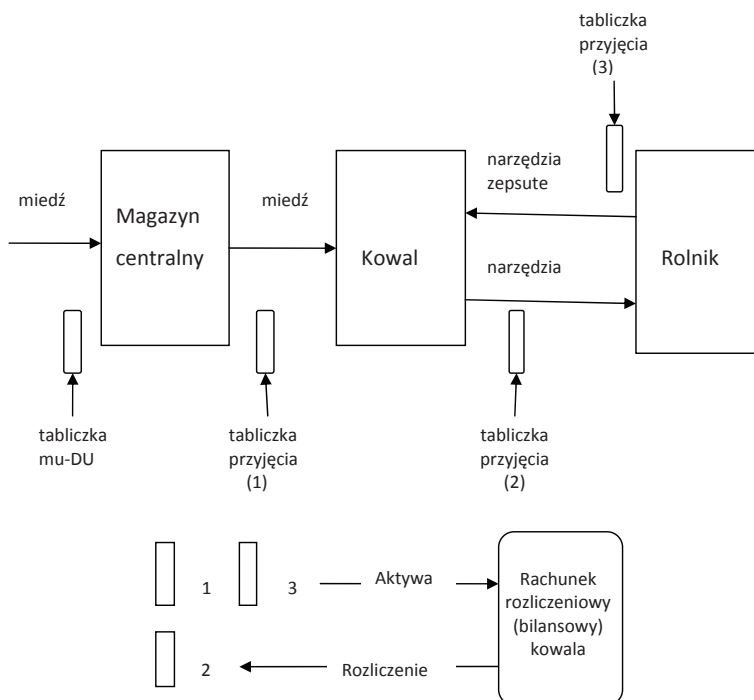 tabliczka
przyjęcia
(3)
narzędzia
zepsute
miedź
Magazyn
centralny
miedź
Kowal
narzędzia
Rolnik
tabliczka
mu-DU
tabliczka
przyjęcia
(1)
tabliczka
przyjęcia
(2)
1
3
Aktywa
2
Rozliczenie
Rachunek
rozliczeniowy
(bilansowy)
kowala